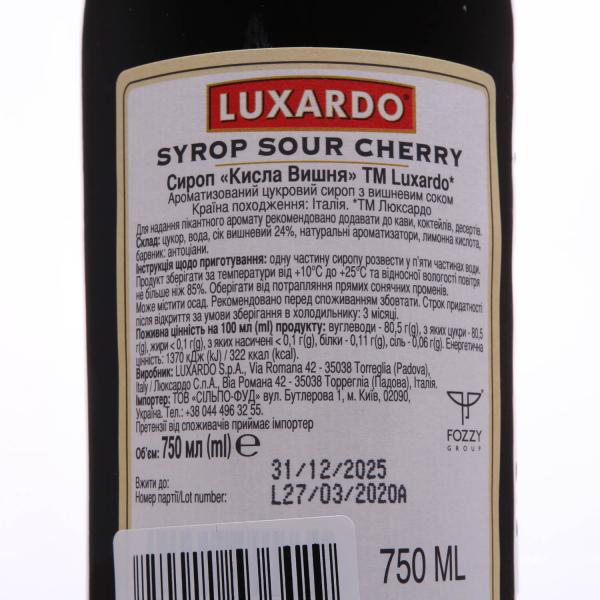 LUXARDO
SYROP SOUR CHERRY
Сироп «Кисла Вишня» ТМ Luxardo*
Ароматизований цукровий сироп з вишневим соком
Країна походження: Італія. *ТМ Люксардо
Для надання пікантного аромату рекомендовано додавати до кави, коктейлів, десертів.
Склад: цукор, вода, сік вишневий 24%, натуральні ароматизатори, лимонна кислота,
барвник: антоціани.
Інструкція щодо приготування: одну частину сиропу розвести у п'яти частинах води.
Продукт зберігати за температури від +10°С до +25°С та відносної вологості повітря
не більше ніж 85%. Оберігати від потрапляння прямих сонячних променів.
Може містити осад. Рекомендовано перед споживанням збовтати. Строк придатності
після відкриття за умови зберігання в холодильнику: 3 місяці.
Поживна цінність на 100 мл (ml) продукту: вуглеводи - 80,5 г(g), з яких цукри - 80,5
г(g), жири < 0,1 г(g), з яких насичені < 0,1 г(g), білки - 0,11 г(g), сіль - 0,06 г(g). Енергетична
цінність: 1370 кДж (kJ) / 322 ккал (kcal).
Виробник: LUXARDO S.p.A., Via Romana 42 - 35038 Torreglia (Padova),
Italy / Люксардо С.п.А., Віа Романа 42 - 35038 Торреглія (Падова), Італія.
Імпортер: ТОВ «СІЛЬПО-ФУД» вул. Бутлерова 1, м. Київ, 02090,
Україна. Тел.: +38 044 496 32 55.
Претензії від споживачів приймає імпортер
Об'єм: 750 мл (ml) ℮
FOZZY
GROUP
31/12/2025
Вжити до:
Номер партії/Lot number:
L27/03/2020A
750 ML